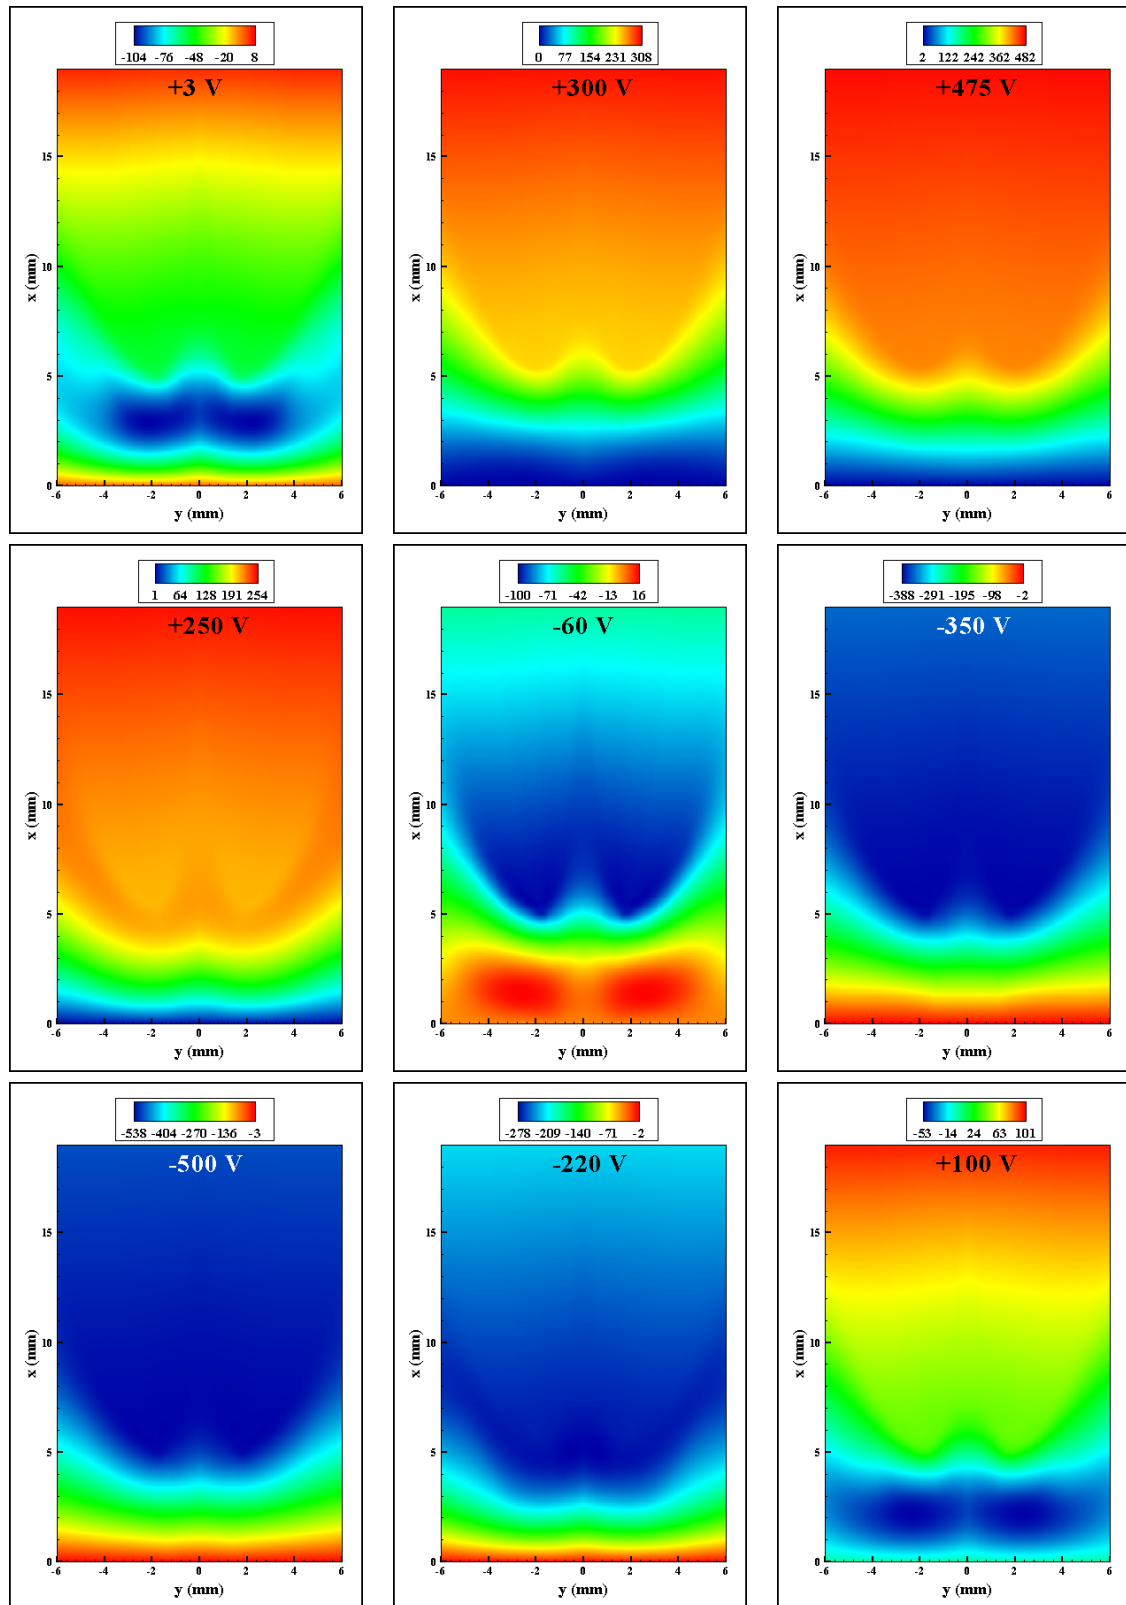 -104 -76 -48 -20 8
+3 V
15
10
5
0
x (mm)
-6 -4 -2 0 2 4 6
y (mm)
0 77 154 231 308
+300 V
15
10
5
0
x (mm)
-6 -4 -2 0 2 4 6
y (mm)
2 122 242 362 482
+475 V
15
10
5
0
x (mm)
-6 -4 -2 0 2 4 6
y (mm)
1 64 128 191 254
+250 V
15
10
5
0
x (mm)
-6 -4 -2 0 2 4 6
y (mm)
-100 -71 -42 -13 16
-60 V
15
10
5
0
x (mm)
-6 -4 -2 0 2 4 6
y (mm)
-388 -291 -195 -98 -2
-350 V
15
10
5
0
x (mm)
-6 -4 -2 0 2 4 6
y (mm)
-538 -404 -270 -136 -3
-500 V
15
10
5
0
x (mm)
-6 -4 -2 0 2 4 6
y (mm)
-278 -209 -140 -71 -2
-220 V
15
10
5
0
x (mm)
-6 -4 -2 0 2 4 6
y (mm)
-53 -14 24 63 101
+100 V
15
10
5
0
x (mm)
-6 -4 -2 0 2 4 6
y (mm)